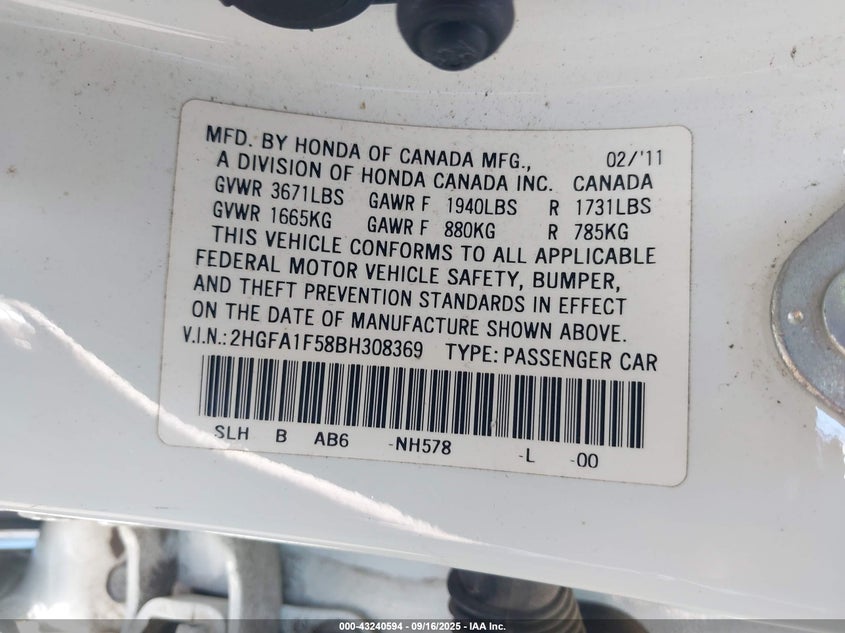 MFD. BY HONDA OF CANADA MFG., 02/'11
A DIVISION OF HONDA CANADA INC. CANADA
GVWR 3671LBS GAWR F 1940LBS R 1731LBS
GVWR 1665KG GAWR F 880KG R 785KG
THIS VEHICLE CONFORMS TO ALL APPLICABLE
FEDERAL MOTOR VEHICLE SAFETY, BUMPER,
AND THEFT PREVENTION STANDARDS IN EFFECT
ON THE DATE OF MANUFACTURE SHOWN ABOVE.
V.I.N.: 2HGFA1F58BH308369 TYPE: PASSENGER CAR
SLH B AB6 -NH578 -L -00
000-43240594 - 09/16/2025 - IAA Inc.